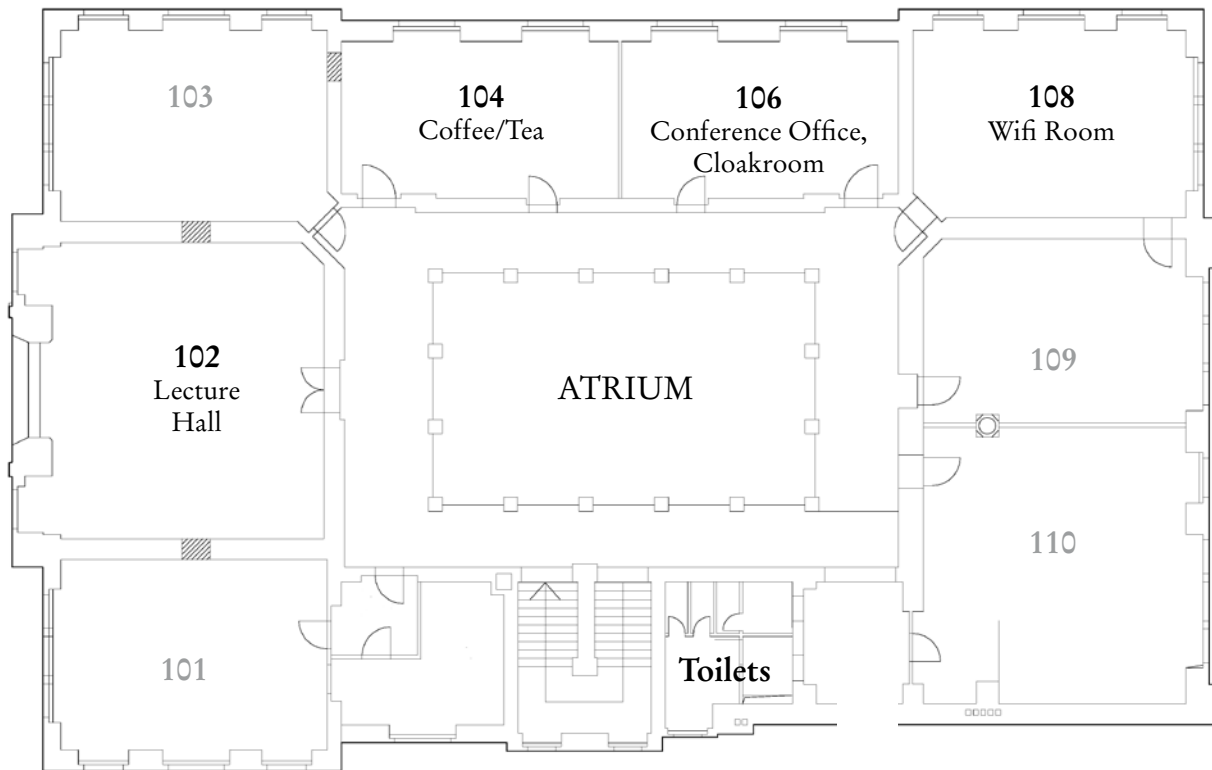 103
104
Coffee/Tea
106
Conference Office,
Cloakroom
108
Wifi Room
102
Lecture
Hall
ATRIUM
109
110
101
Toilets